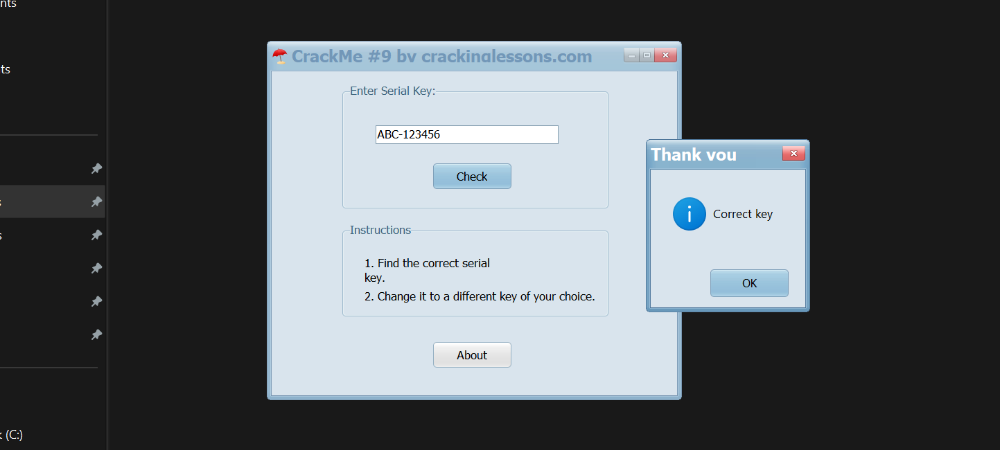 nts
ts
CrackMe #9 by crackinglessons.com
Enter Serial Key:
ABC-123456
Check
Thank you
Correct key
OK
Instructions
1. Find the correct serial
key.
2. Change it to a different key of your choice.
About
(C:)